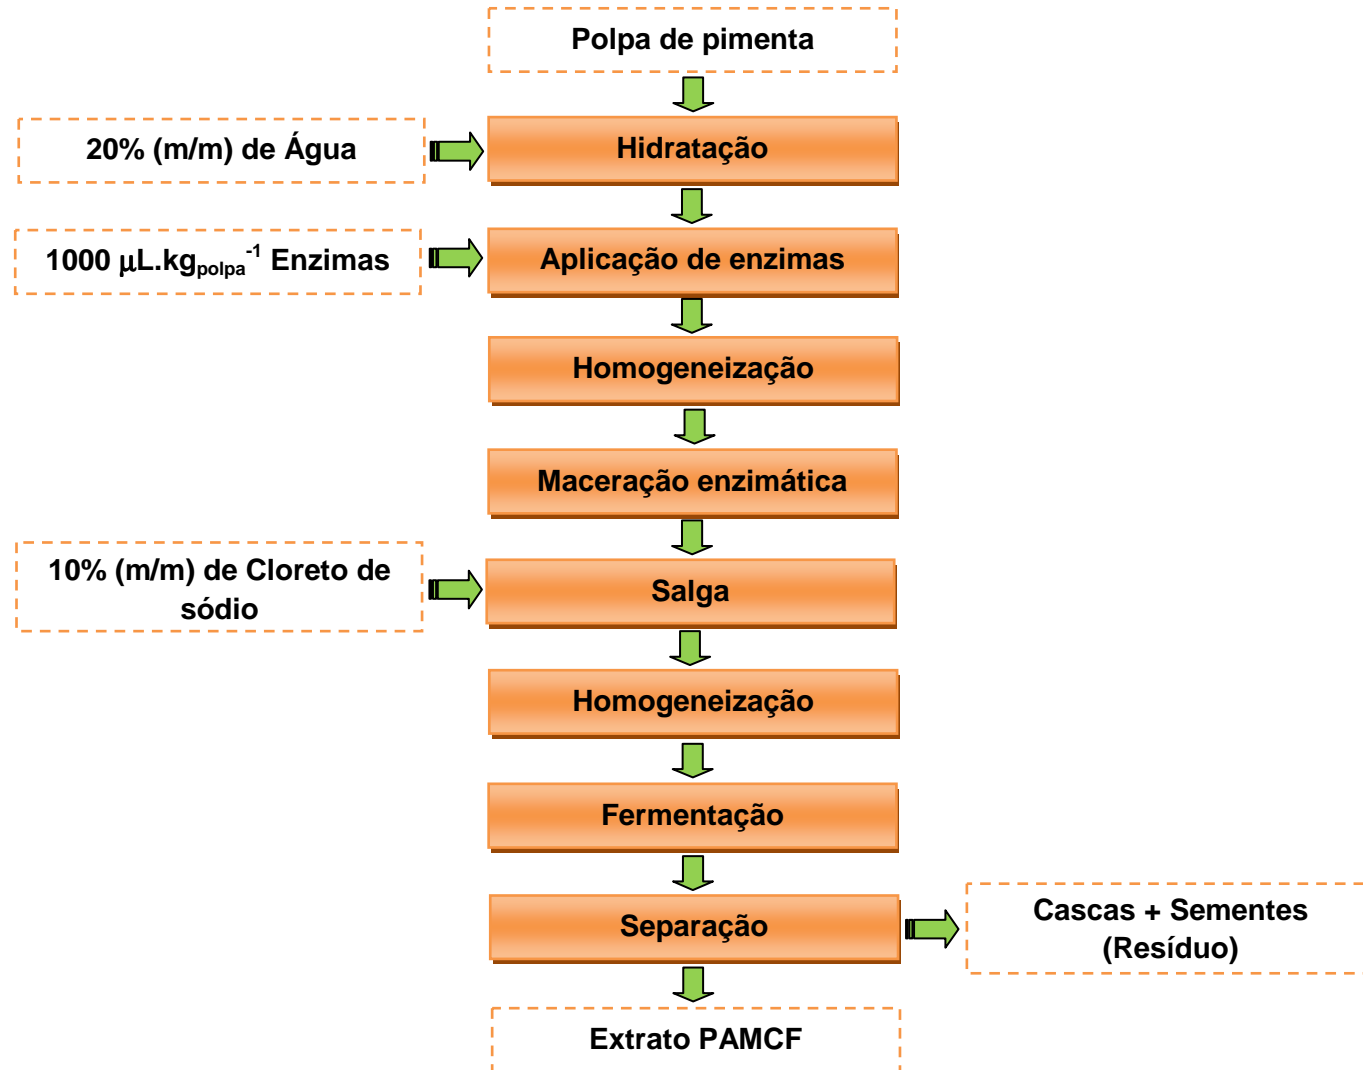 Polpa de pimenta
20% (m/m) de Água
Hidratação
1000 µL.kgpolpa-1 Enzimas
Aplicação de enzimas
Homogeneização
Maceração enzimática
10% (m/m) de Cloreto de
sódio
Salga
Homogeneização
Fermentação
Separação
Cascas + Sementes
(Resíduo)
Extrato PAMCF